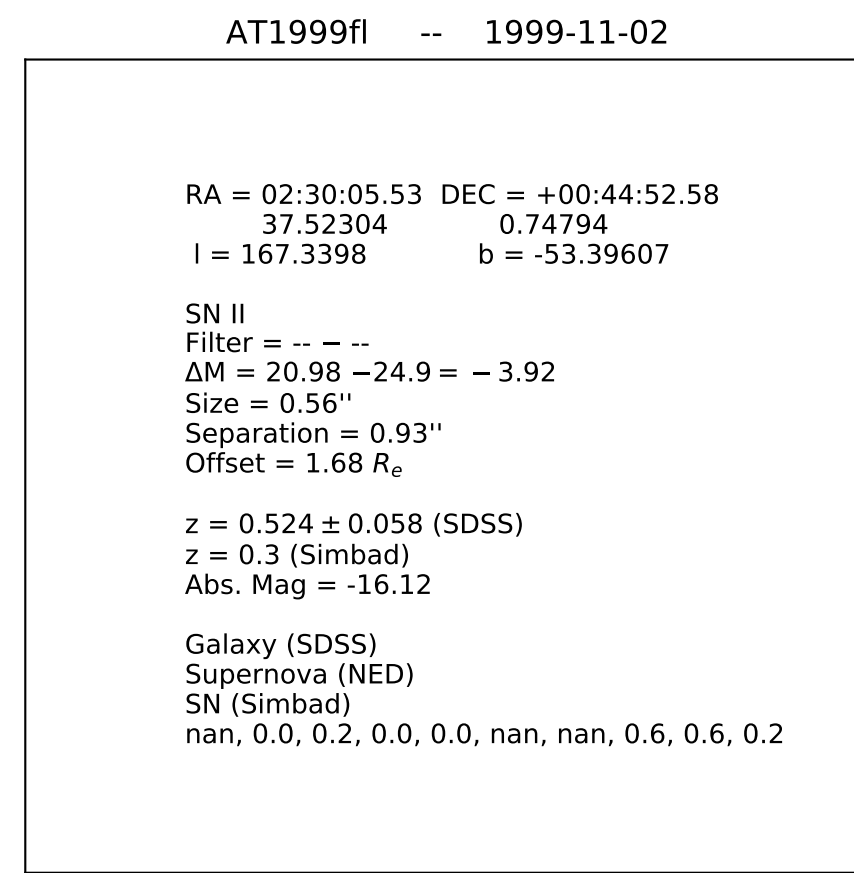 AT1999fl -- 1999-11-02
RA = 02:30:05.53 DEC = +00:44:52.58
37.52304 0.74794
l = 167.3398 b = -53.39607
SN II
Filter = -- − --
ΔM = 20.98 −24.9 = −3.92
Size = 0.56''
Separation = 0.93''
Offset = 1.68 Rₑ
z = 0.524 ± 0.058 (SDSS)
z = 0.3 (Simbad)
Abs. Mag = -16.12
Galaxy (SDSS)
Supernova (NED)
SN (Simbad)
nan, 0.0, 0.2, 0.0, 0.0, nan, nan, 0.6, 0.6, 0.2